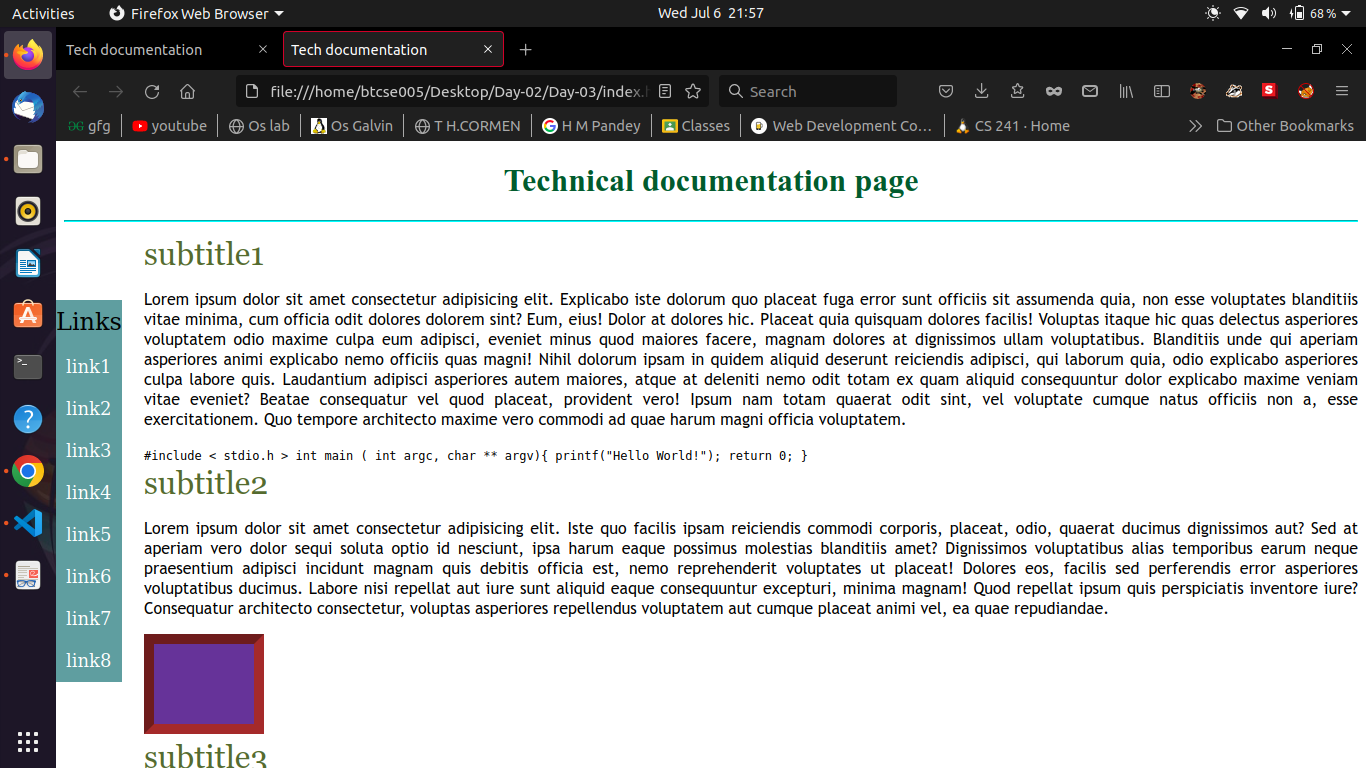 Activities Firefox Web Browser Wed Jul 6 21:57 68 %
Tech documentation Tech documentation
file:///home/btcse005/Desktop/Day-02/Day-03/index.h Search
gfg youtube Os lab Os Galvin T H.CORMEN H M Pandey Classes Web Development Co… CS 241 · Home Other Bookmarks
Technical documentation page
subtitle1
Lorem ipsum dolor sit amet consectetur adipisicing elit. Explicabo iste dolorum quo placeat fuga error sunt officiis sit assumenda quia, non esse voluptates blanditiis
vitae minima, cum officia odit dolores dolorem sint? Eum, eius! Dolor at dolores hic. Placeat quia quisquam dolores facilis! Voluptas itaque hic quas delectus asperiores
voluptatem odio maxime culpa eum adipisci, eveniet minus quod maiores facere, magnam dolores at dignissimos ullam voluptatibus. Blanditiis unde qui aperiam
asperiores animi explicabo nemo officiis quas magni! Nihil dolorum ipsam in quidem aliquid deserunt reiciendis adipisci, qui laborum quia, odio explicabo asperiores
culpa labore quis. Laudantium adipisci asperiores autem maiores, atque at deleniti nemo odit totam ex quam aliquid consequuntur dolor explicabo maxime veniam
vitae eveniet? Beatae consequatur vel quod placeat, provident vero! Ipsum nam totam quaerat odit sint, vel voluptate cumque natus officiis non a, esse
exercitationem. Quo tempore architecto maxime vero commodi ad quae harum magni officia voluptatem.
#include < stdio.h > int main ( int argc, char ** argv){ printf("Hello World!"); return 0; }
subtitle2
Lorem ipsum dolor sit amet consectetur adipisicing elit. Iste quo facilis ipsam reiciendis commodi corporis, placeat, odio, quaerat ducimus dignissimos aut? Sed at
aperiam vero dolor sequi soluta optio id nesciunt, ipsa harum eaque possimus molestias blanditiis amet? Dignissimos voluptatibus alias temporibus earum neque
praesentium adipisci incidunt magnam quis debitis officia est, nemo reprehenderit voluptates ut placeat! Dolores eos, facilis sed perferendis error asperiores
voluptatibus ducimus. Labore nisi repellat aut iure sunt aliquid eaque consequuntur excepturi, minima magnam! Quod repellat ipsum quis perspiciatis inventore iure?
Consequatur architecto consectetur, voluptas asperiores repellendus voluptatem aut cumque placeat animi vel, ea quae repudiandae.
subtitle3
Links
link1
link2
link3
link4
link5
link6
link7
link8